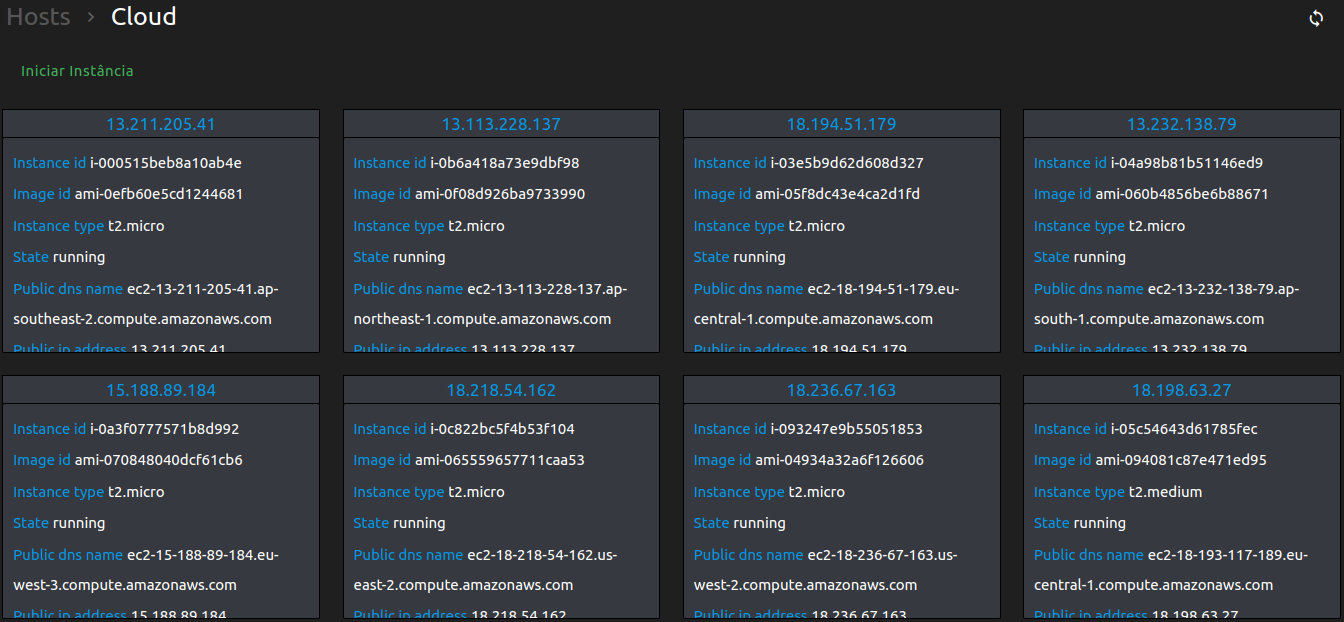 Hosts > Cloud
Iniciar Instância
13.211.205.41
Instance id i-000515beb8a10ab4e
Image id ami-0efb60e5cd1244681
Instance type t2.micro
State running
Public dns name ec2-13-211-205-41.ap-
southeast-2.compute.amazonaws.com
Public ip address 13.211.205.41
13.113.228.137
Instance id i-0b6a418a73e9dbf98
Image id ami-0f08d926ba9733990
Instance type t2.micro
State running
Public dns name ec2-13-113-228-137.ap-
northeast-1.compute.amazonaws.com
Public ip address 13.113.228.137
18.194.51.179
Instance id i-03e5b9d62d608d327
Image id ami-05f8dc43e4ca2d1fd
Instance type t2.micro
State running
Public dns name ec2-18-194-51-179.eu-
central-1.compute.amazonaws.com
Public ip address 18.194.51.179
13.232.138.79
Instance id i-04a98b81b51146ed9
Image id ami-060b4856be6b88671
Instance type t2.micro
State running
Public dns name ec2-13-232-138-79.ap-
south-1.compute.amazonaws.com
Public ip address 13.232.138.79
15.188.89.184
Instance id i-0a3f0777571b8d992
Image id ami-070848040dcf61cb6
Instance type t2.micro
State running
Public dns name ec2-15-188-89-184.eu-
west-3.compute.amazonaws.com
Public ip address 15.188.89.184
18.218.54.162
Instance id i-0c822bc5f4b53f104
Image id ami-065559657711caa53
Instance type t2.micro
State running
Public dns name ec2-18-218-54-162.us-
east-2.compute.amazonaws.com
Public ip address 18.218.54.162
18.236.67.163
Instance id i-093247e9b55051853
Image id ami-04934a32a6f126606
Instance type t2.micro
State running
Public dns name ec2-18-236-67-163.us-
west-2.compute.amazonaws.com
Public ip address 18.236.67.163
18.198.63.27
Instance id i-05c54643d61785fec
Image id ami-094081c87e471ed95
Instance type t2.medium
State running
Public dns name ec2-18-193-117-189.eu-
central-1.compute.amazonaws.com
Public ip address 18.198.63.27